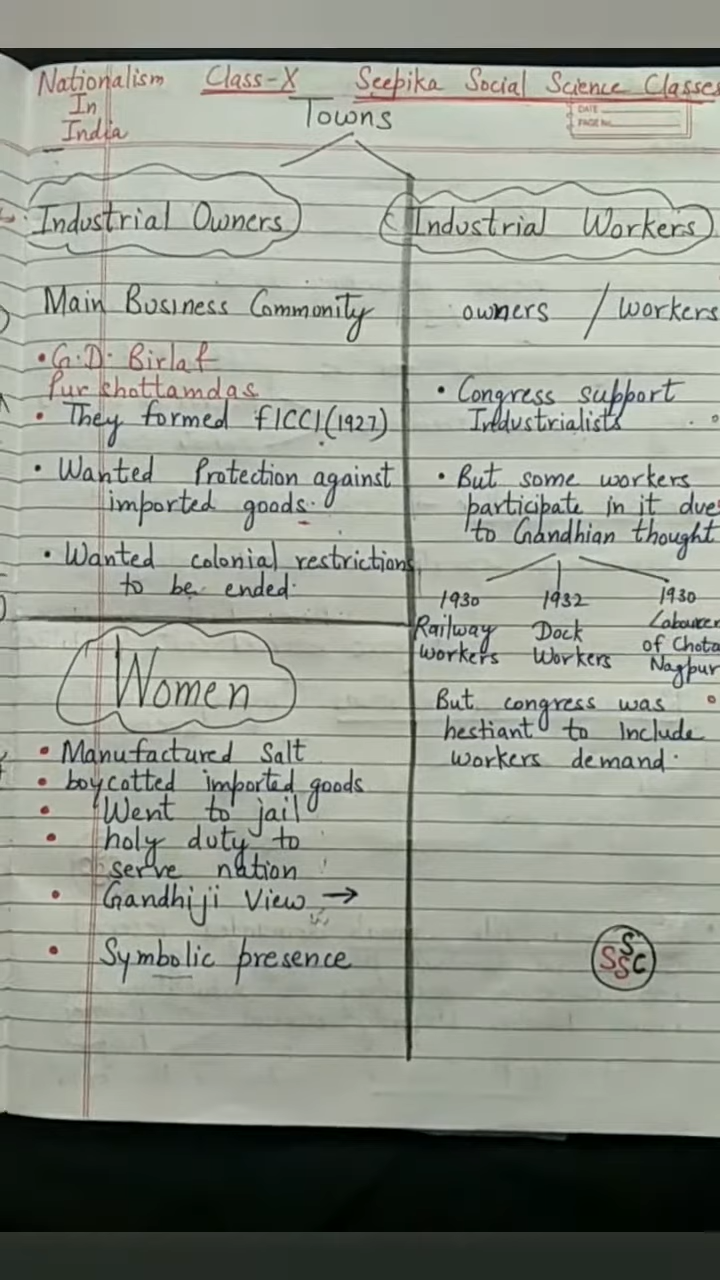 Nationalism In India
Class-X
Seepika Social Science Classes
DATE
PAGE No.
Towns
Industrial Owners
Main Business Commonity
• G.D. Birla &
Purshottamdas
• They formed FICCI (1927)
• Wanted Protection against
imported goods.
• Wanted colonial restrictions
to be ended.
Women
• Manufactured Salt
• boycotted imported goods
• Went to jail
• holy duty to
serve nation
• Gandhiji View →
• Symbolic presence
Industrial Workers
owners / workers
• Congress support
Industrialists
• But some workers
participate in it due
to Gandhian thought
1930
Railway
Workers
1932
Dock
Workers
1930
Labourer
of Chota
Nagpur
But congress was
hestiant to Include
workers demand.
SSSC